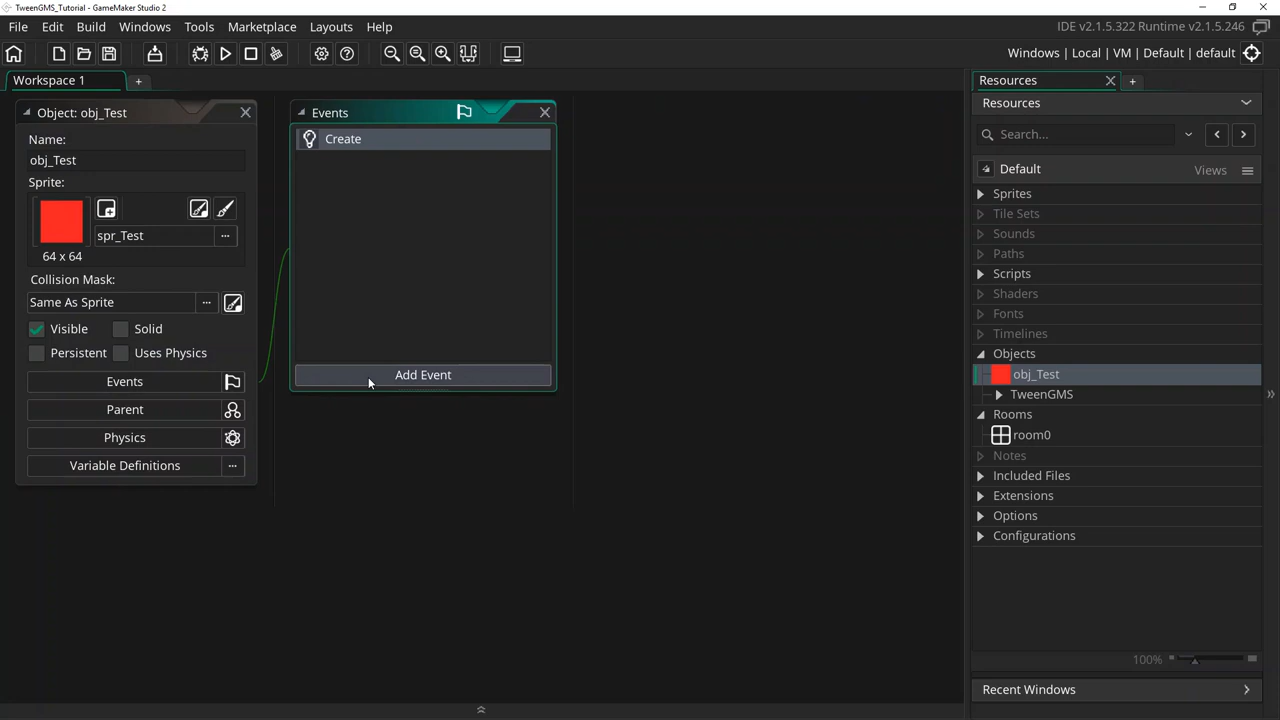 TweenGMS_Tutorial - GameMaker Studio 2
File Edit Build Windows Tools Marketplace Layouts Help
IDE v2.1.5.322 Runtime v2.1.5.246
Windows | Local | VM | Default | default
Workspace 1
Object: obj_Test
Name:
obj_Test
Sprite:
spr_Test
64 x 64
Collision Mask:
Same As Sprite
Visible Solid
Persistent Uses Physics
Events
Parent
Physics
Variable Definitions
Events
Create
Add Event
Resources
Resources
Search...
Default Views
Sprites
Tile Sets
Sounds
Paths
Scripts
Shaders
Fonts
Timelines
Objects
obj_Test
TweenGMS
Rooms
room0
Notes
Included Files
Extensions
Options
Configurations
100%
Recent Windows